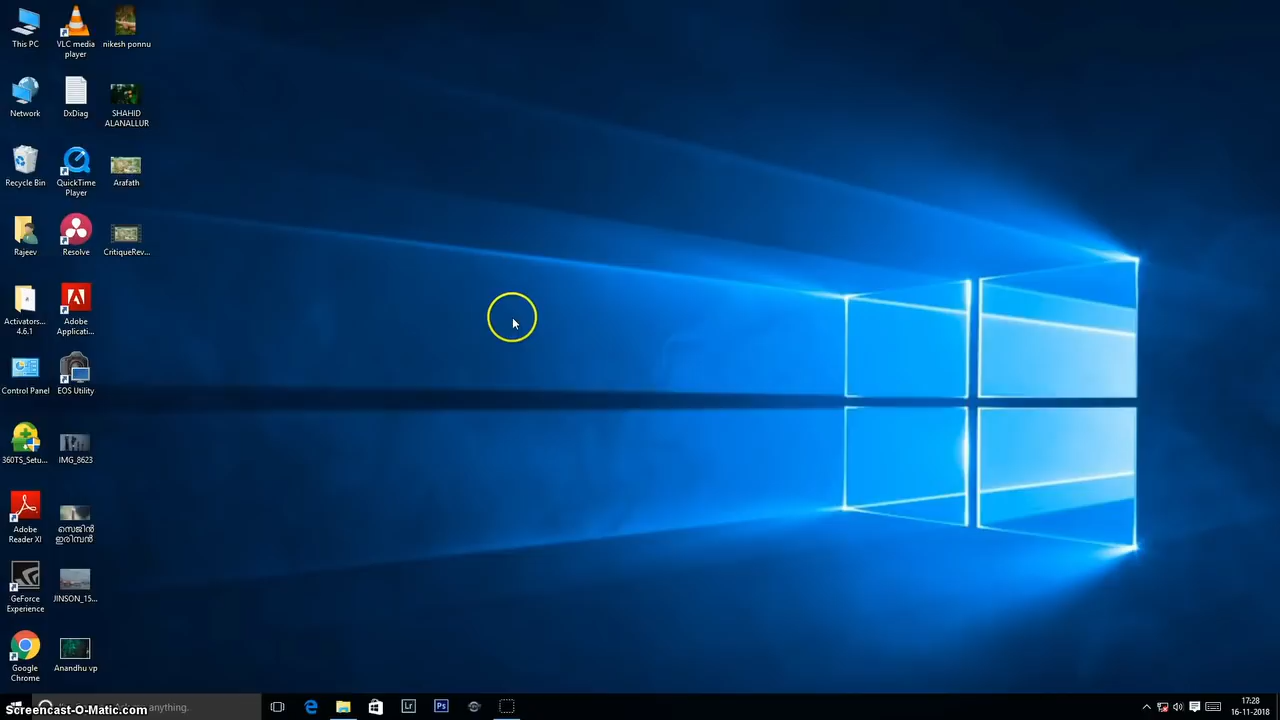 This PC
VLC media
player
nikesh ponnu
Network
DxDiag
SHAHID
ALANALLUR
Recycle Bin
QuickTime
Player
Arafath
Rajeev
Resolve
CritiqueRev...
Activators...
4.6.1
Adobe
Applicati...
Control Panel
EOS Utility
360TS_Setu...
IMG_8623
Adobe
Reader XI
സെജിൻ
ഇരിമ്പൻ
GeForce
Experience
JINSON_15...
Google
Chrome
Anandhu vp
Screencast-O-Matic.com
anything.
Lr
Ps
17:28
16-11-2018